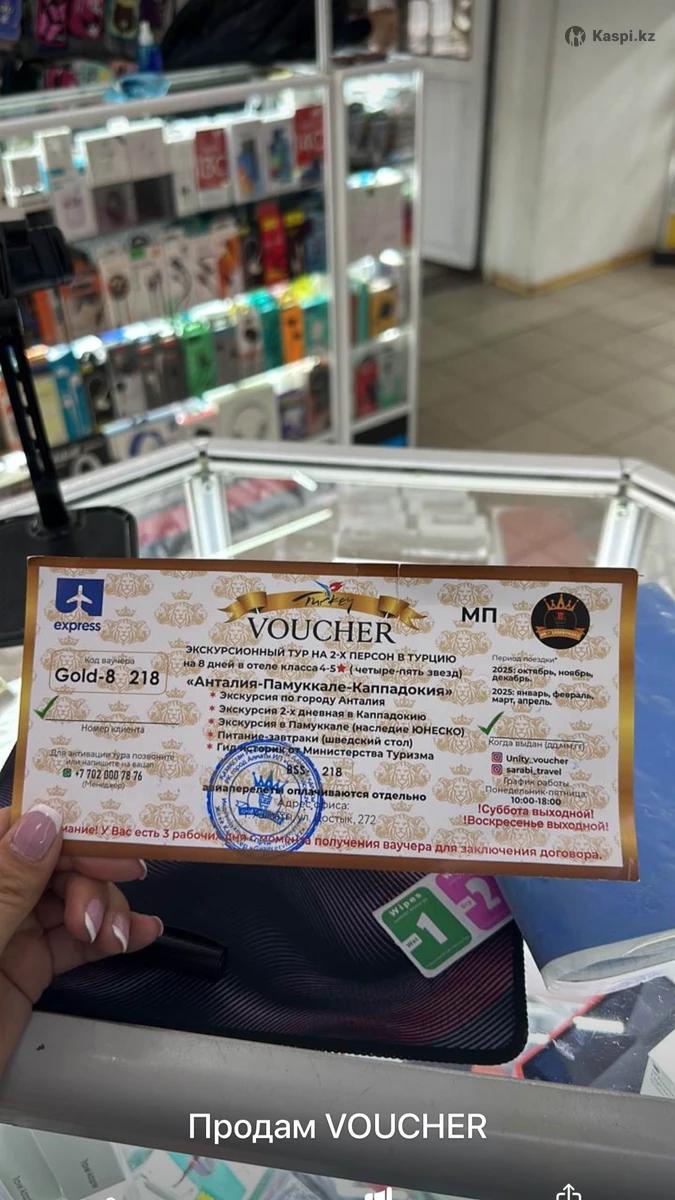 Kaspi.kz
express
Turkey
VOUCHER
МП
ЭКСКУРСИОННЫЙ ТУР НА 2-Х ПЕРСОН В ТУРЦИЮ
на 8 дней в отеле класса 4-5★ (четыре-пять звезд)
«Анталия-Памуккале-Каппадокия»
* Экскурсия по городу Анталия
* Экскурсия 2-х дневная в Каппадокию
* Экскурсия в Памуккале (наследие ЮНЕСКО)
* Питание-завтраки (шведский стол)
* Гид историк от Министерства Туризма
BSS- 218
авиаперелеты оплачиваются отдельно
Адрес офиса:
ул. остык, 272
Код ваучера
Gold-8 218
Номер клиента
Для активации тура позвоните
или напишите на вацап
+7 702 000 78 76
(Менеджер)
Период поездки*
2025: октябрь, ноябрь,
декабрь.
2025: январь, февраль,
март, апрель.
Когда выдан (дд,мм,гг)
Unity_voucher
sarabi_travel
График работы
Понедельник-пятница:
10:00-18:00
!Суббота выходной!
!Воскресенье выходной!
мание! У Вас есть 3 рабочих дня с момента получения ваучера для заключения договора.
Wipes
1
Wet
2
Dry
Продам VOUCHER